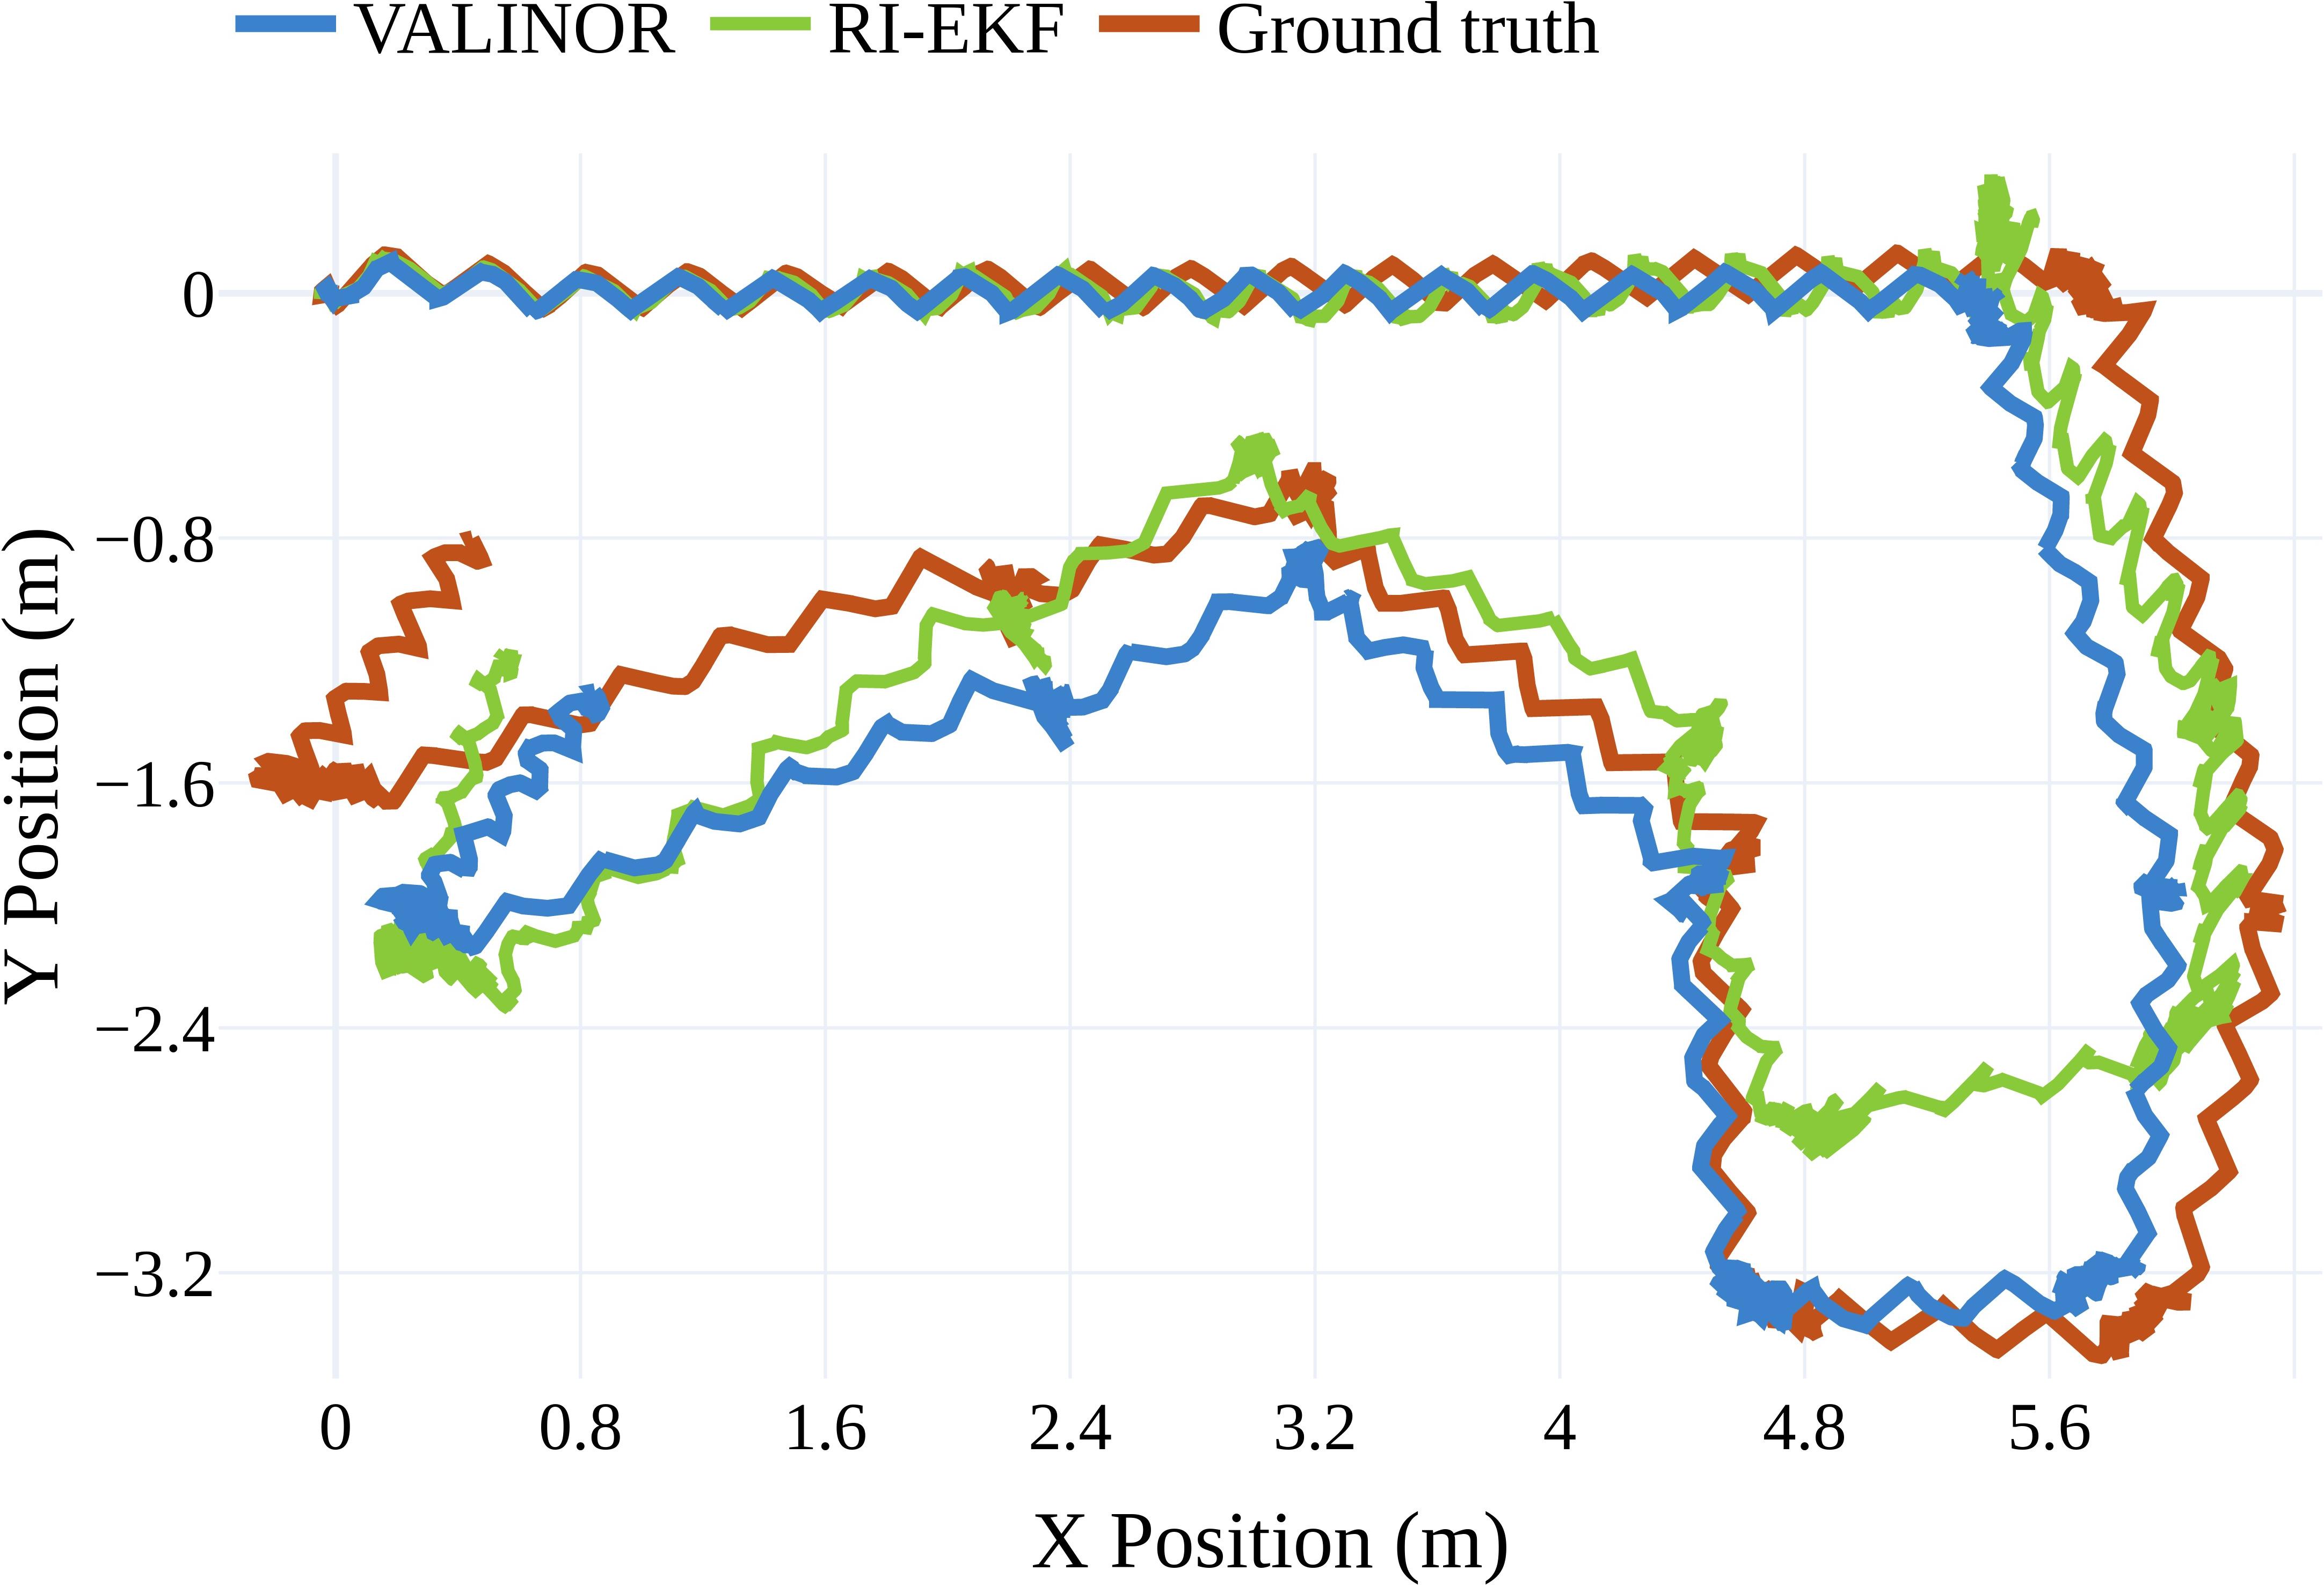 VALINOR RI-EKF Ground truth
Y Position (m)
0
−0.8
−1.6
−2.4
−3.2
0 0.8 1.6 2.4 3.2 4 4.8 5.6
X Position (m)